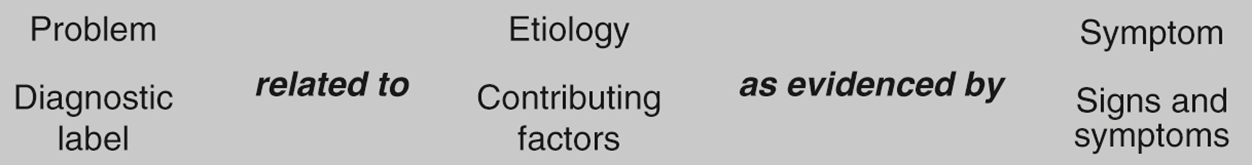 Problem
Etiology
Symptom
related to
as evidenced by
Diagnostic
label
Contributing
factors
Signs and
symptoms